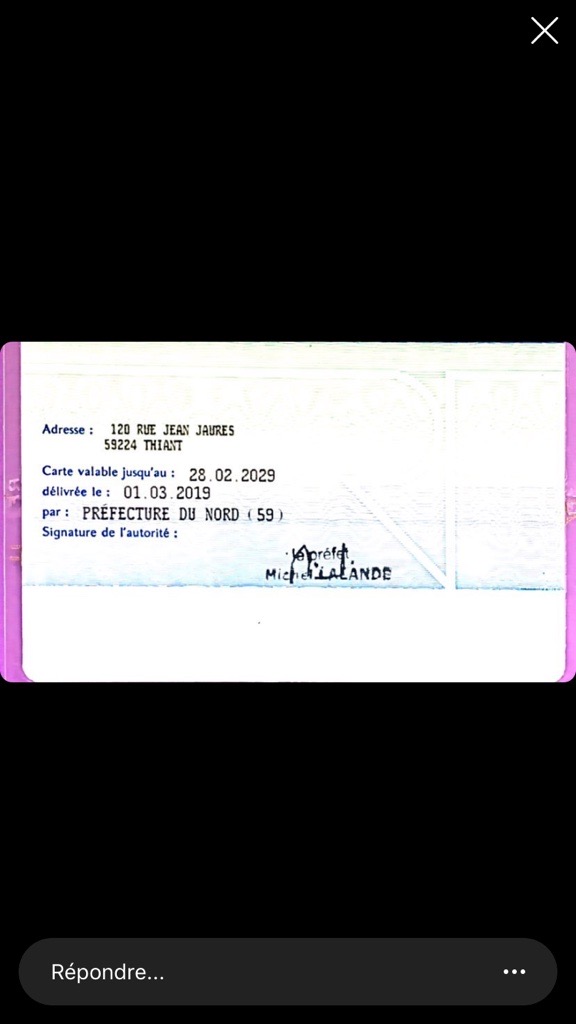 Adresse : 120 RUE JEAN JAURES
59224 THIANT
Carte valable jusqu'au : 28.02.2029
délivrée le : 01.03.2019
par : PRÉFECTURE DU NORD (59)
Signature de l'autorité :
le préfet
Michel LALANDE
Répondre...